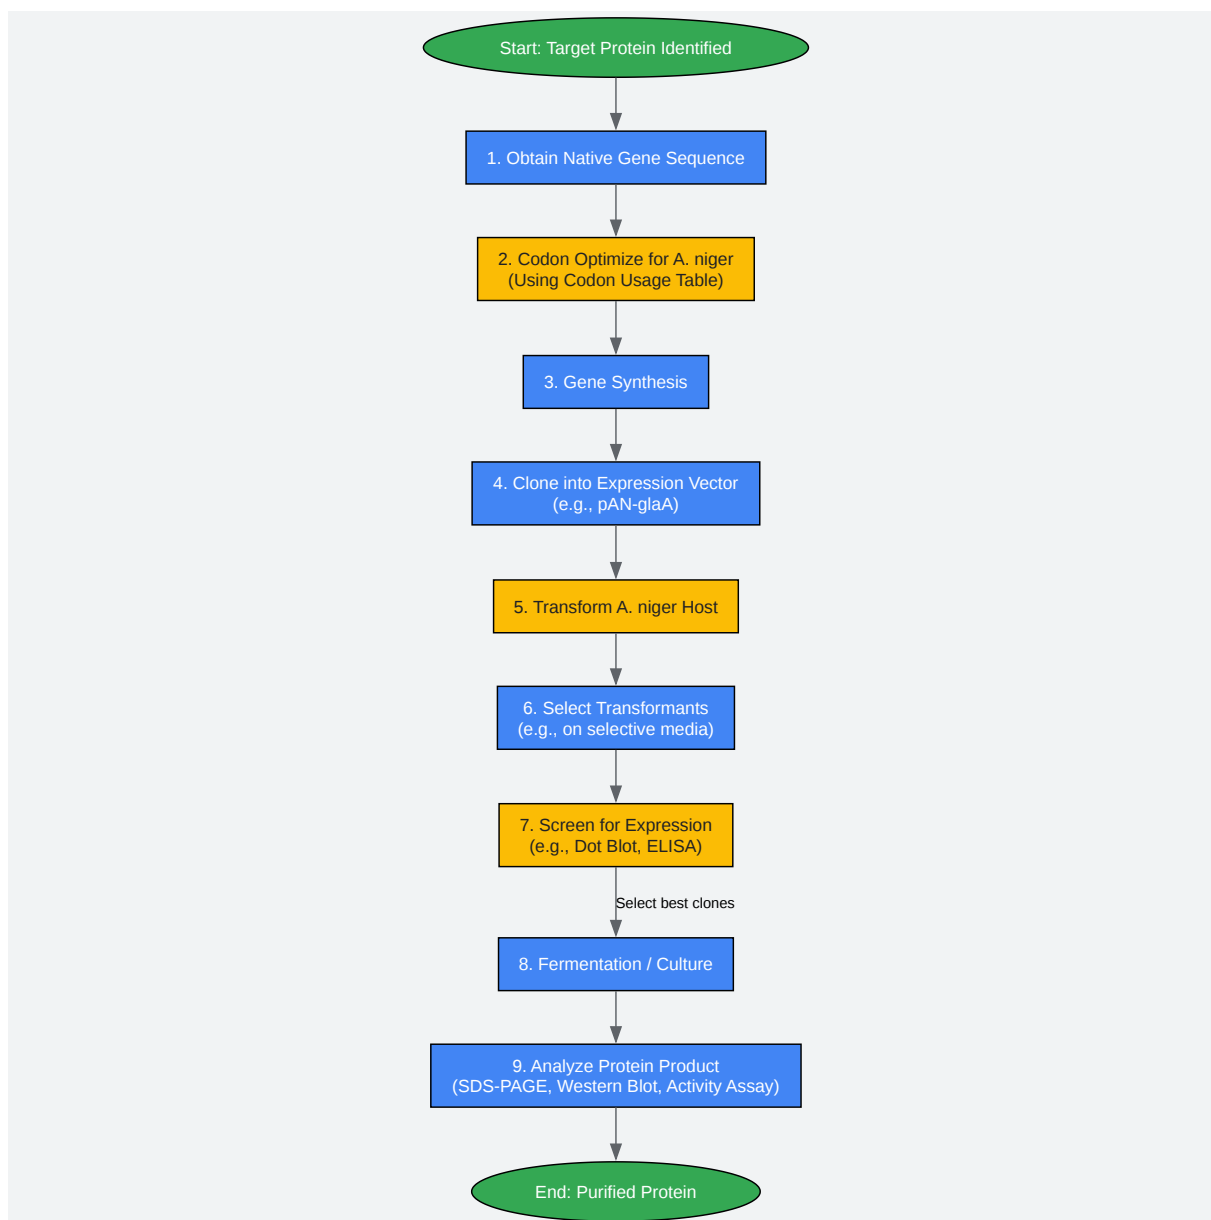 Start: Target Protein Identified
1. Obtain Native Gene Sequence
2. Codon Optimize for A. niger
(Using Codon Usage Table)
3. Gene Synthesis
4. Clone into Expression Vector
(e.g., pAN-glaA)
5. Transform A. niger Host
6. Select Transformants
(e.g., on selective media)
7. Screen for Expression
(e.g., Dot Blot, ELISA)
Select best clones
8. Fermentation / Culture
9. Analyze Protein Product
(SDS-PAGE, Western Blot, Activity Assay)
End: Purified Protein